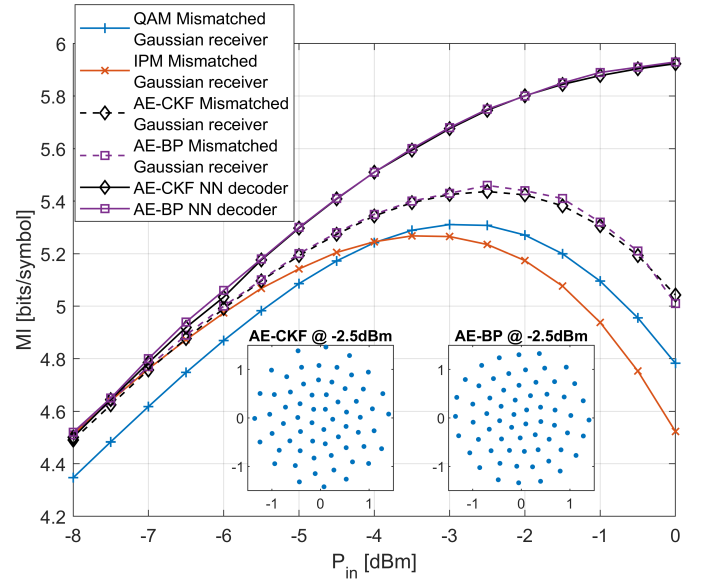 QAM Mismatched
Gaussian receiver
IPM Mismatched
Gaussian receiver
AE-CKF Mismatched
Gaussian receiver
AE-BP Mismatched
Gaussian receiver
AE-CKF NN decoder
AE-BP NN decoder
6
5.8
5.6
5.4
5.2
5
4.8
4.6
4.4
4.2
MI [bits/symbol]
AE-CKF @ -2.5dBm
1
0
-1
-1 0 1
AE-BP @ -2.5dBm
1
0
-1
-1 0 1
-8 -7 -6 -5 -4 -3 -2 -1 0
P_in [dBm]